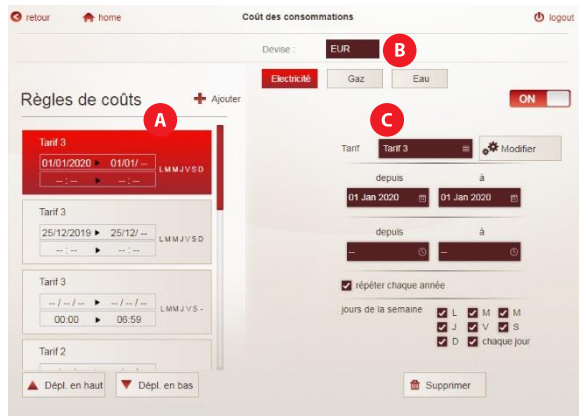 retour home Coût des consommations logout
Devise : EUR B
Electricité Gaz Eau
Règles de coûts Ajouter
ON
A
C
Tarif 3
01/01/2020 01/01/ -- LMMJVSD
-- : -- -- : --
Tarif 3
25/12/2019 25/12/ -- LMMJVSD
-- : -- -- : --
Tarif 3
-- / -- / -- -- / -- / -- LMMJVS-
00:00 06:59
Tarif 2
Dépl. en haut Dépl. en bas
Tarif Tarif 3 Modifier
depuis à
01 Jan 2020 01 Jan 2020
depuis à
-- --
répéter chaque année
jours de la semaine L M M
J V S
D chaque jour
Supprimer